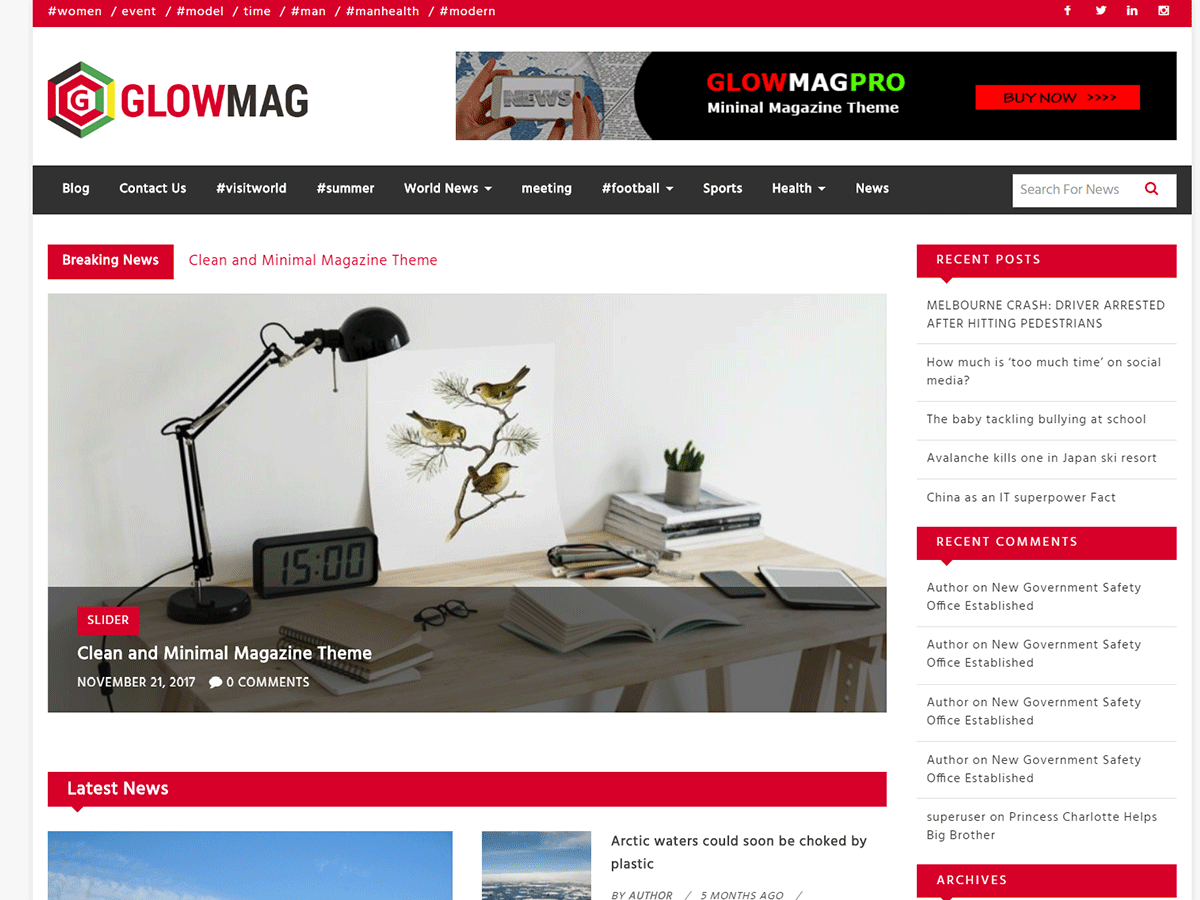 #women / event / #model / time / #man / #manhealth / #modern
G GLOWMAG
NEWS
GLOWMAGPRO
Mininal Magazine Theme
BUY NOW >>>>
Blog Contact Us #visitworld #summer World News meeting #football Sports Health News
Search For News
Breaking News Clean and Minimal Magazine Theme
15:00
SLIDER
Clean and Minimal Magazine Theme
NOVEMBER 21, 2017 0 COMMENTS
Latest News
Arctic waters could soon be choked by
plastic
BY AUTHOR / 5 MONTHS AGO /
RECENT POSTS
MELBOURNE CRASH: DRIVER ARRESTED
AFTER HITTING PEDESTRIANS
How much is ‘too much time’ on social
media?
The baby tackling bullying at school
Avalanche kills one in Japan ski resort
China as an IT superpower Fact
RECENT COMMENTS
Author on New Government Safety
Office Established
Author on New Government Safety
Office Established
Author on New Government Safety
Office Established
Author on New Government Safety
Office Established
superuser on Princess Charlotte Helps
Big Brother
ARCHIVES